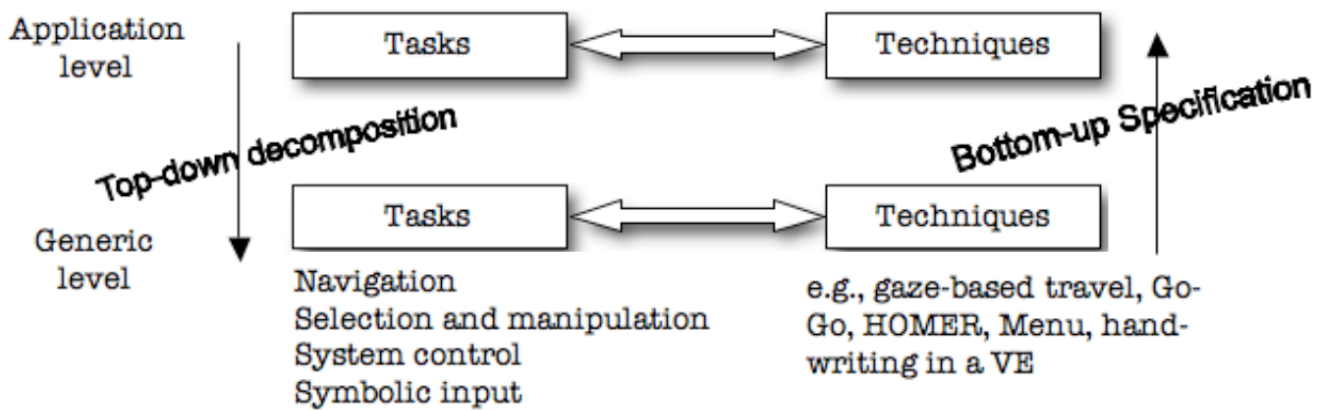 Application
level
Tasks
Techniques
Top-down decomposition
Bottom-up Specification
Generic
level
Tasks
Techniques
Navigation
Selection and manipulation
System control
Symbolic input
e.g., gaze-based travel, Go-
Go, HOMER, Menu, hand-
writing in a VE